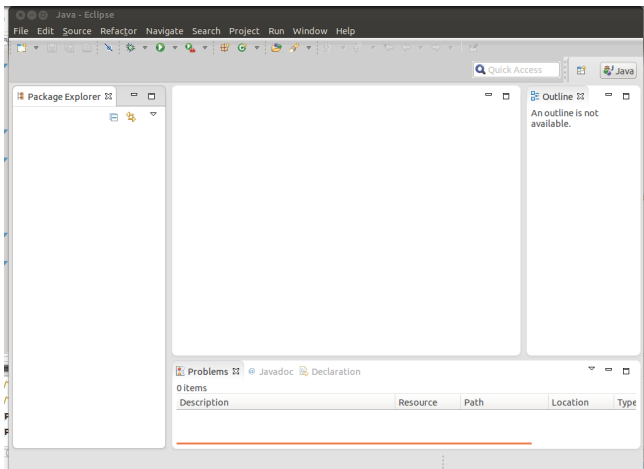 Java - Eclipse
File Edit Source Refactor Navigate Search Project Run Window Help
Quick Access
Java
Package Explorer
Outline
An outline is not
available.
Problems @ Javadoc Declaration
0 items
Description Resource Path Location Type